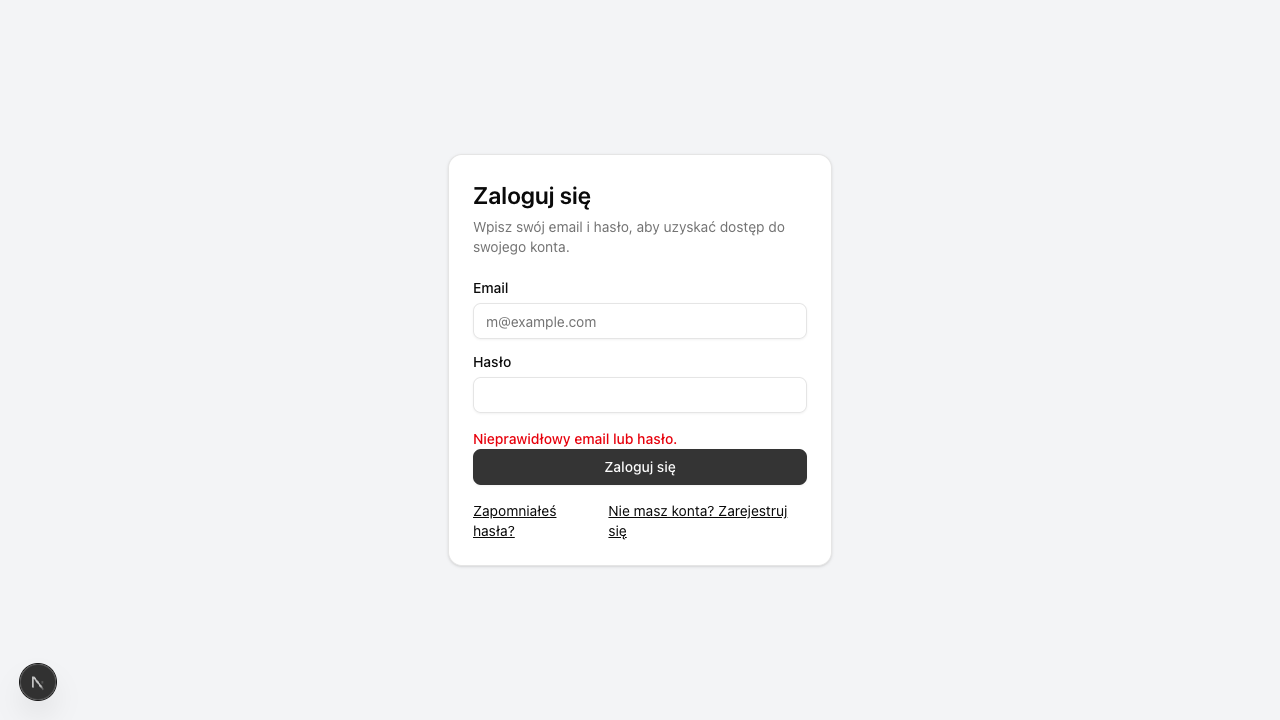 Zaloguj się
Wpisz swój email i hasło, aby uzyskać dostęp do
swojego konta.
Email
m@example.com
Hasło
Nieprawidłowy email lub hasło.
Zaloguj się
Zapomniałeś
hasła?
Nie masz konta? Zarejestruj
się
N